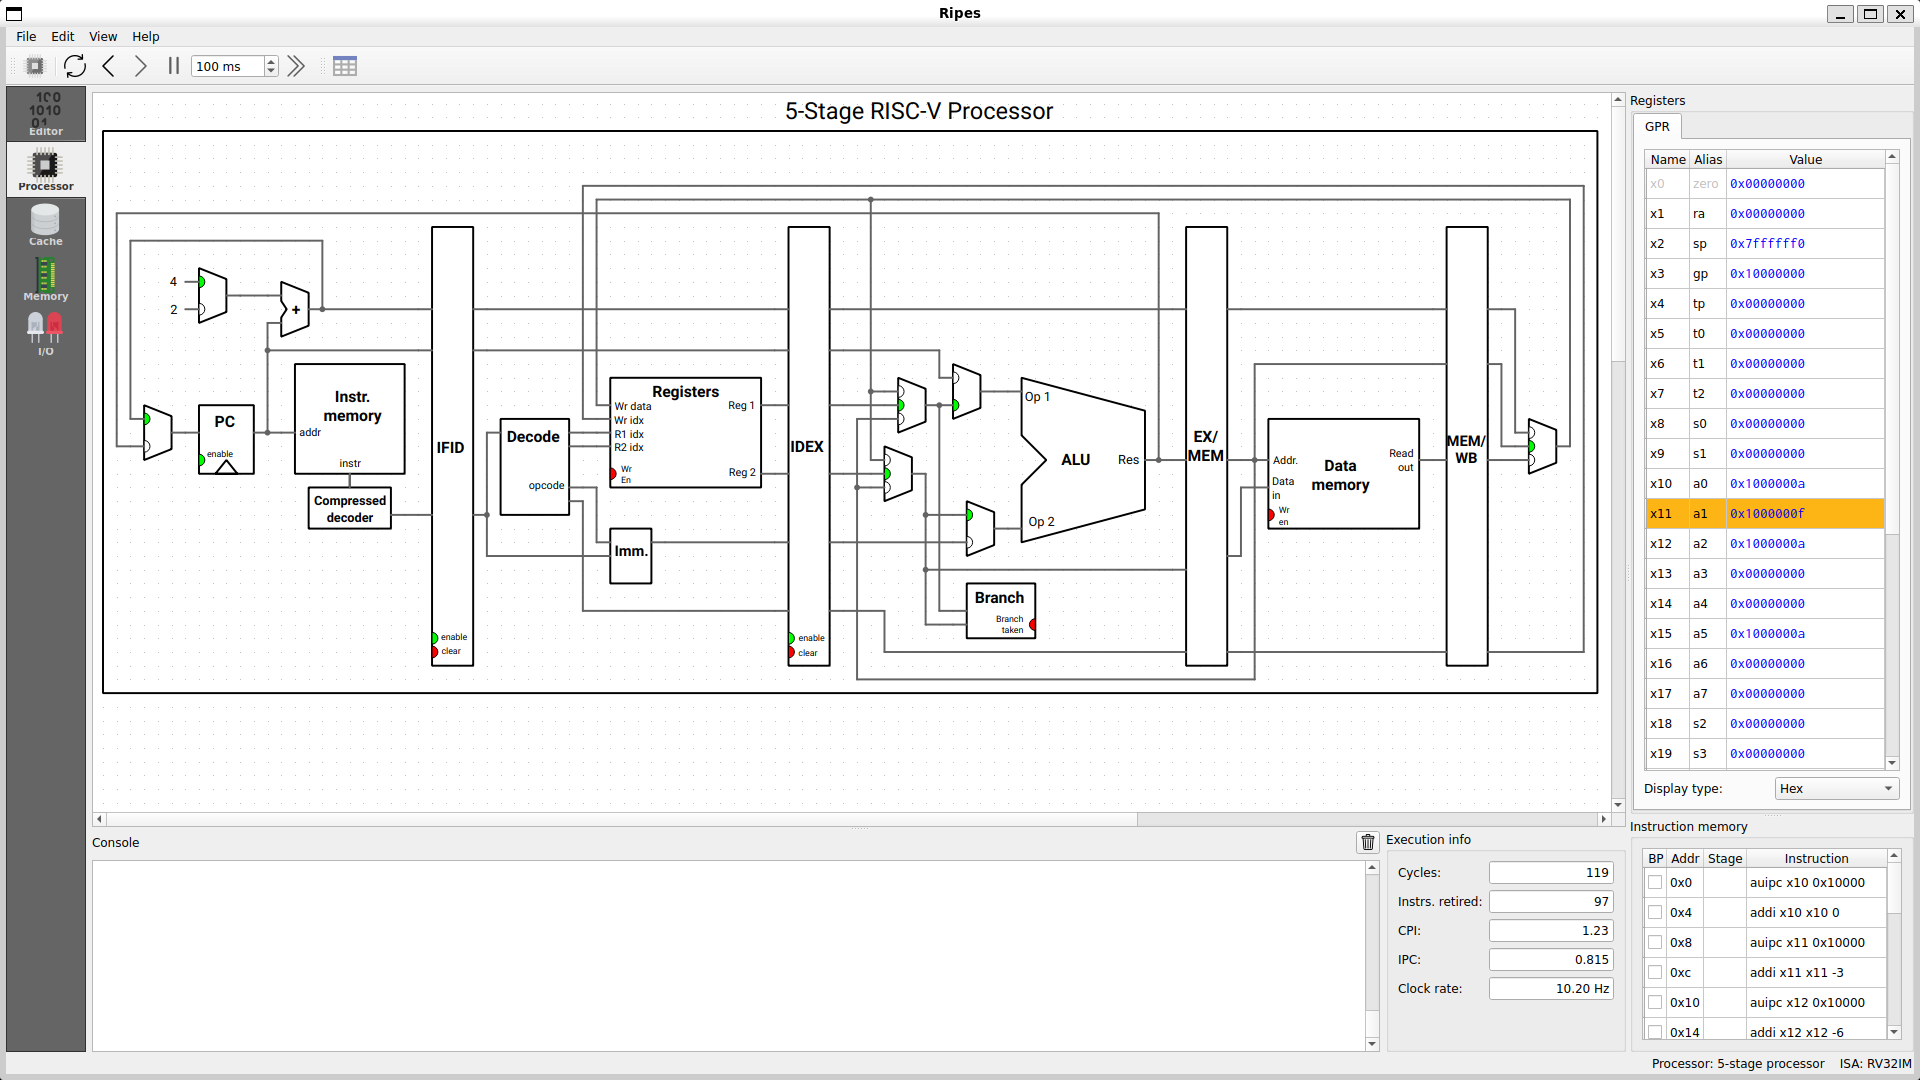 Ripes
File Edit View Help
100 ms
Editor
Processor
Cache
Memory
I/O
5-Stage RISC-V Processor
4
2
+
PC
enable
Instr.
memory
addr
instr
Compressed
decoder
IFID
enable
clear
Decode
opcode
Registers
Wr data
Wr idx
R1 idx
R2 idx
Wr
En
Reg 1
Reg 2
Imm.
IDEX
enable
clear
Op 1
ALU
Res
Op 2
Branch
Branch
taken
EX/
MEM
Addr.
Data
in
Wr
en
Data
memory
Read
out
MEM/
WB
Registers
GPR
Name Alias Value
x0 zero 0x00000000
x1 ra 0x00000000
x2 sp 0x7ffffff0
x3 gp 0x10000000
x4 tp 0x00000000
x5 t0 0x00000000
x6 t1 0x00000000
x7 t2 0x00000000
x8 s0 0x00000000
x9 s1 0x00000000
x10 a0 0x1000000a
x11 a1 0x1000000f
x12 a2 0x1000000a
x13 a3 0x00000000
x14 a4 0x00000000
x15 a5 0x1000000a
x16 a6 0x00000000
x17 a7 0x00000000
x18 s2 0x00000000
x19 s3 0x00000000
Display type: Hex
Console
Execution info
Cycles: 119
Instrs. retired: 97
CPI: 1.23
IPC: 0.815
Clock rate: 10.20 Hz
Instruction memory
BP Addr Stage Instruction
0x0 auipc x10 0x10000
0x4 addi x10 x10 0
0x8 auipc x11 0x10000
0xc addi x11 x11 -3
0x10 auipc x12 0x10000
0x14 addi x12 x12 -6
Processor: 5-stage processor ISA: RV32IM